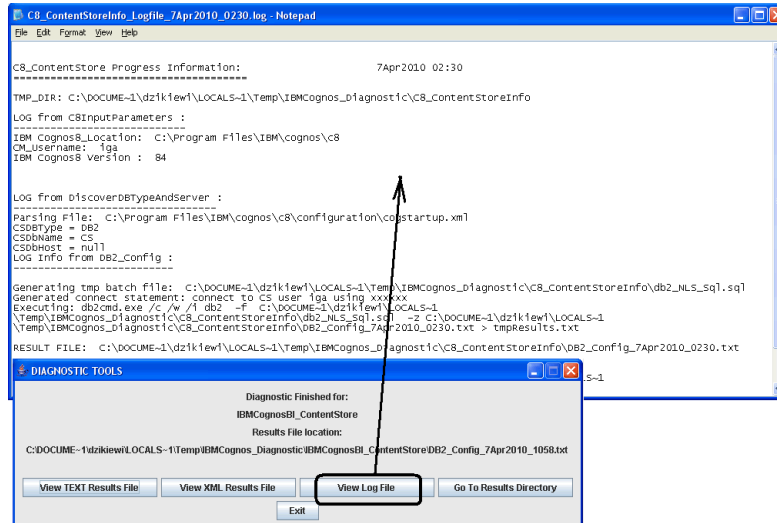 C8_ContentStoreInfo_Logfile_7Apr2010_0230.log - Notepad
File Edit Format View Help
C8_ContentStore Progress Information: 7Apr2010 02:30
=====================================
TMP_DIR: C:\DOCUME~1\dzikiewi\LOCALS~1\Temp\IBMCognos_Diagnostic\C8_ContentStoreInfo
LOG from C8InputParameters :
----------------------------
IBM Cognos8_Location: C:\Program Files\IBM\cognos\c8
CM_Username: iga
IBM Cognos8 version : 84
LOG from DiscoverDBTypeAndServer :
---------------------------------
Parsing File: C:\Program Files\IBM\cognos\c8\configuration\cogstartup.xml
CSDBType = DB2
CSDbName = CS
CSDbHost = null
LOG Info from DB2_Config :
--------------------------
Generating tmp batch file: C:\DOCUME~1\dzikiewi\LOCALS~1\Temp\IBMCognos_Diagnostic\C8_ContentStoreInfo\db2_NLS_Sql.sql
Generated connect statement: connect to CS user iga using xxxxxx
Executing: db2cmd.exe /c /w /i db2 -f C:\DOCUME~1\dzikiewi\LOCALS~1
\Temp\IBMCognos_Diagnostic\C8_ContentStoreInfo\db2_NLS_Sql.sql -z C:\DOCUME~1\dzikiewi\LOCALS~1
\Temp\IBMCognos_Diagnostic\C8_ContentStoreInfo\DB2_Config_7Apr2010_0230.txt > tmpResults.txt
RESULT FILE: C:\DOCUME~1\dzikiewi\LOCALS~1\Temp\IBMCognos_Diagnostic\C8_ContentStoreInfo\DB2_Config_7Apr2010_0230.txt
LS~1
DIAGNOSTIC TOOLS
Diagnostic Finished for:
IBMCognosBI_ContentStore
Results File location:
C:\DOCUME~1\dzikiewi\LOCALS~1\Temp\IBMCognos_Diagnostic\IBMCognosBI_ContentStore\DB2_Config_7Apr2010_1058.txt
View TEXT Results File View XML Results File View Log File Go To Results Directory
Exit